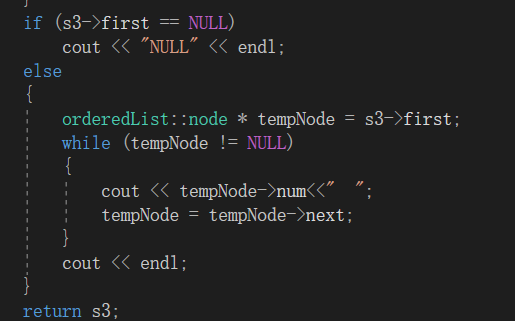 }
if (s3->first == NULL)
cout << "NULL" << endl;
else
{
orderedList::node * tempNode = s3->first;
while (tempNode != NULL)
{
cout << tempNode->num<<"  ";
tempNode = tempNode->next;
}
cout << endl;
}
return s3;